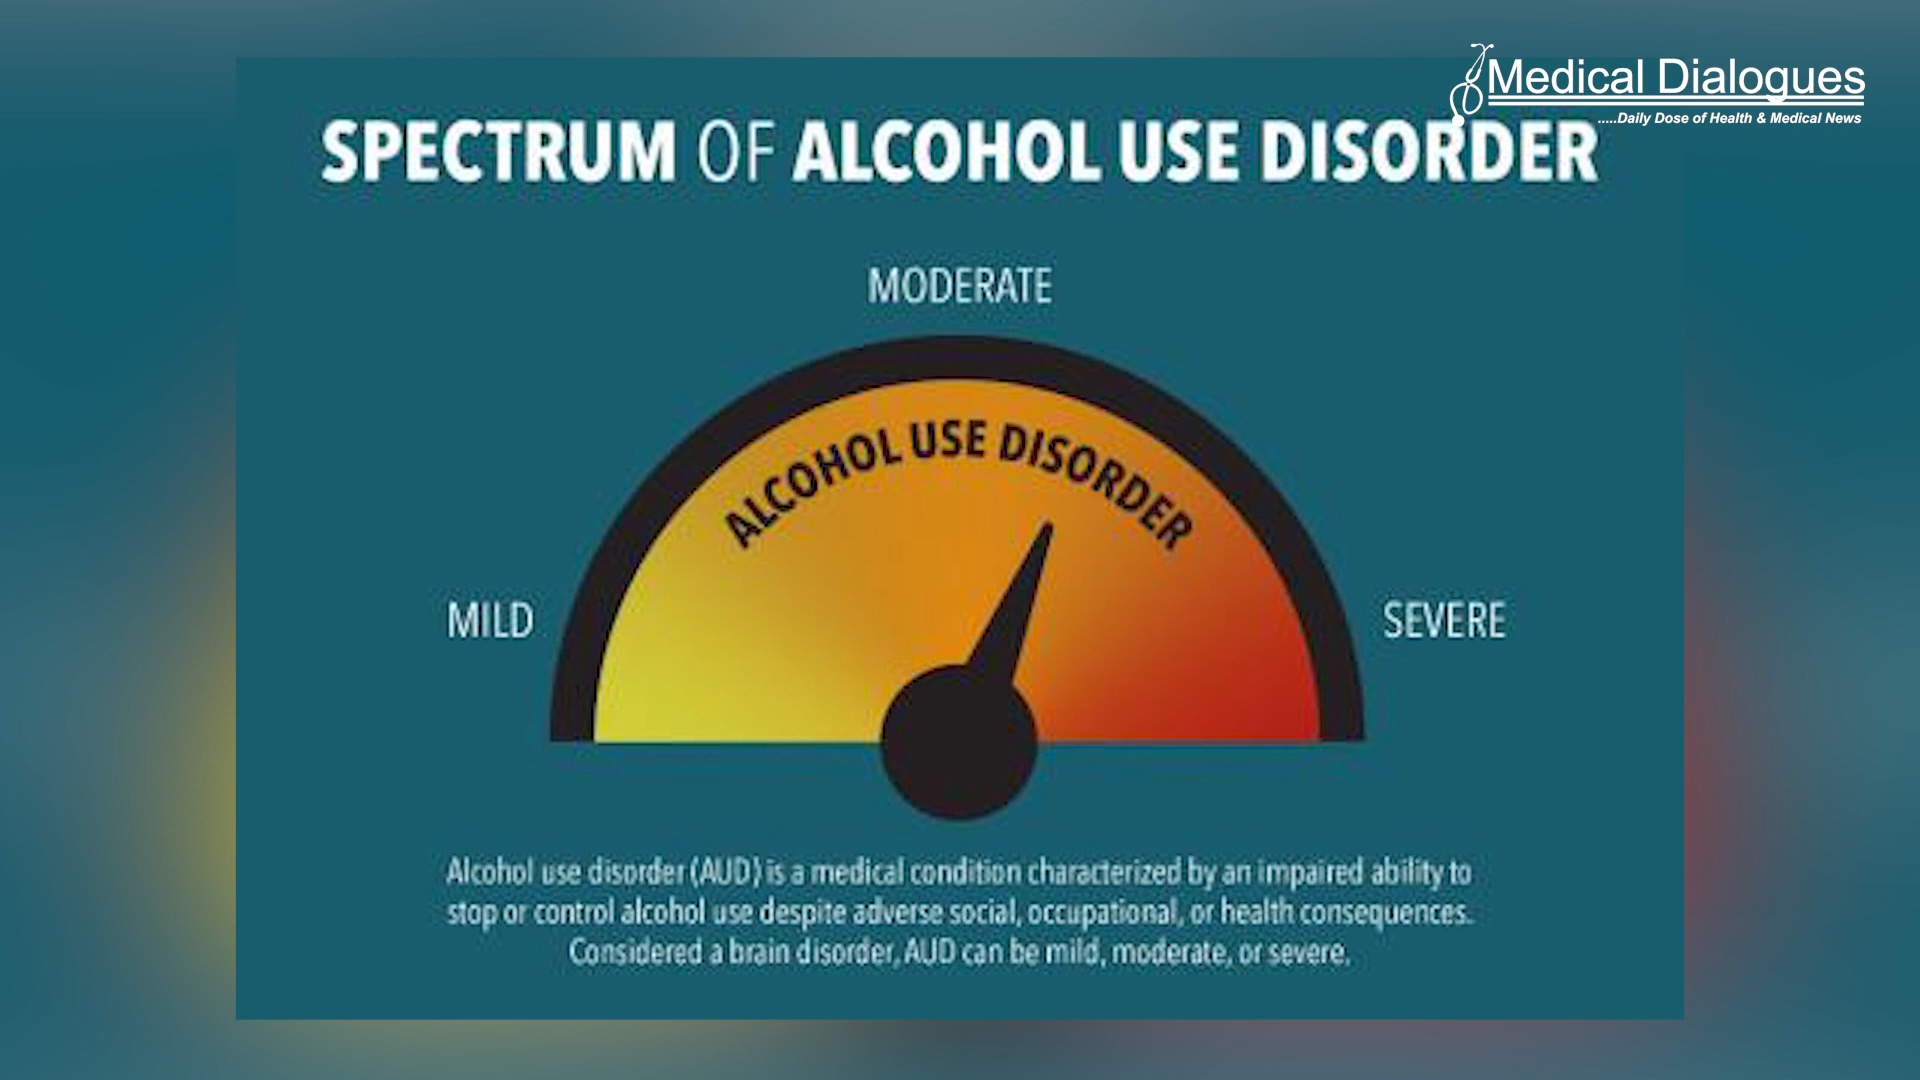 Medical Dialogues
.....Daily Dose of Health & Medical News
SPECTRUM OF ALCOHOL USE DISORDER
MODERATE
ALCOHOL USE DISORDER
MILD
SEVERE
Alcohol use disorder (AUD) is a medical condition characterized by an impaired ability to
stop or control alcohol use despite adverse social, occupational, or health consequences.
Considered a brain disorder, AUD can be mild, moderate, or severe.